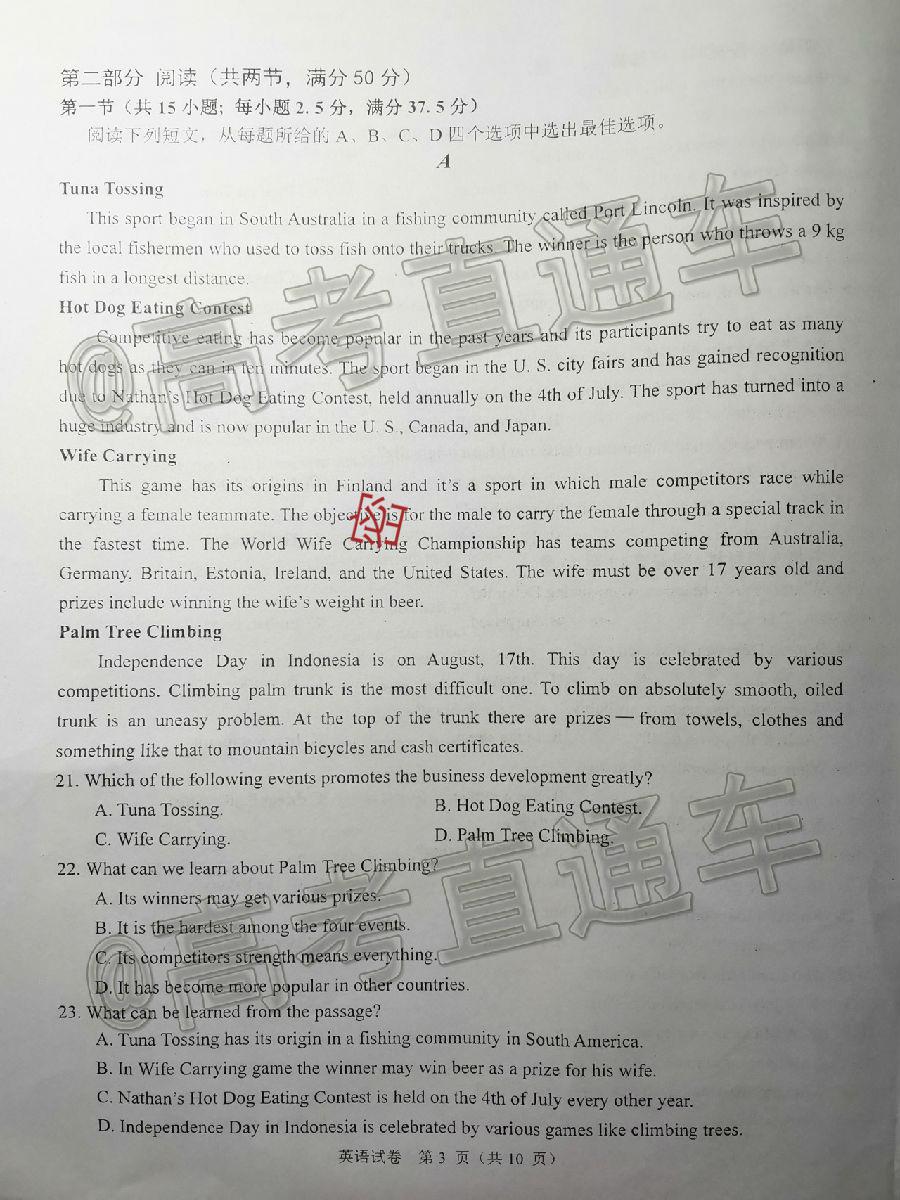 第二部分 阅读（共两节，满分 50 分）
第一节（共 15 小题; 每小题 2. 5 分，满分 37. 5 分）
阅读下列短文，从每题所给的 A、B、C、D 四个选项中选出最佳选项。
A
Tuna Tossing
This sport began in South Australia in a fishing community called Port Lincoln. It was inspired by
the local fishermen who used to toss fish onto their trucks. The winner is the person who throws a 9 kg
fish in a longest distance.
Hot Dog Eating Contest
Competitive eating has become popular in the past years and its participants try to eat as many
hot dogs as they can in ten minutes. The sport began in the U. S. city fairs and has gained recognition
due to Nathan's Hot Dog Eating Contest, held annually on the 4th of July. The sport has turned into a
huge industry and is now popular in the U. S., Canada, and Japan.
Wife Carrying
This game has its origins in Finland and it's a sport in which male competitors race while
carrying a female teammate. The objective is for the male to carry the female through a special track in
the fastest time. The World Wife Carrying Championship has teams competing from Australia,
Germany, Britain, Estonia, Ireland, and the United States. The wife must be over 17 years old and
prizes include winning the wife's weight in beer.
Palm Tree Climbing
Independence Day in Indonesia is on August, 17th. This day is celebrated by various
competitions. Climbing palm trunk is the most difficult one. To climb on absolutely smooth, oiled
trunk is an uneasy problem. At the top of the trunk there are prizes — from towels, clothes and
something like that to mountain bicycles and cash certificates.
21. Which of the following events promotes the business development greatly?
A. Tuna Tossing.
B. Hot Dog Eating Contest.
C. Wife Carrying.
D. Palm Tree Climbing.
22. What can we learn about Palm Tree Climbing?
A. Its winners may get various prizes.
B. It is the hardest among the four events.
C. Its competitors strength means everything.
D. It has become more popular in other countries.
23. What can be learned from the passage?
A. Tuna Tossing has its origin in a fishing community in South America.
B. In Wife Carrying game the winner may win beer as a prize for his wife.
C. Nathan's Hot Dog Eating Contest is held on the 4th of July every other year.
D. Independence Day in Indonesia is celebrated by various games like climbing trees.
英语试卷 第 3 页（共 10 页）
@高考直通车
@高考直通车